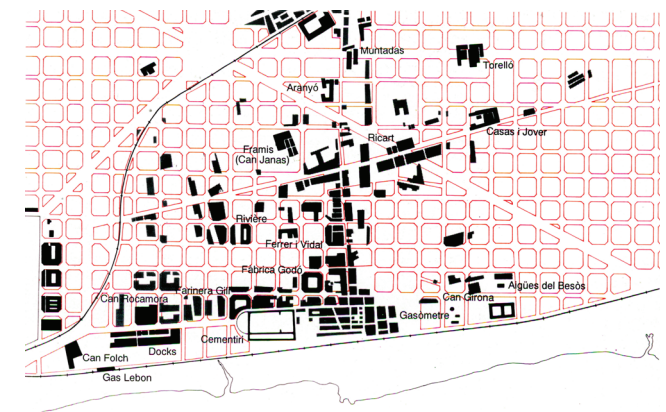 Muntadas
Torelló
Aranyó
Casas i Jover
Ricart
Framis
(Can Janas)
Rivière
Ferrer i Vidal
Fàbrica Godó
Farinera Gili
Can Rocamora
Aigües del Besòs
Can Girona
Gasòmetre
Cementiri
Docks
Can Folch
Gas Lebon